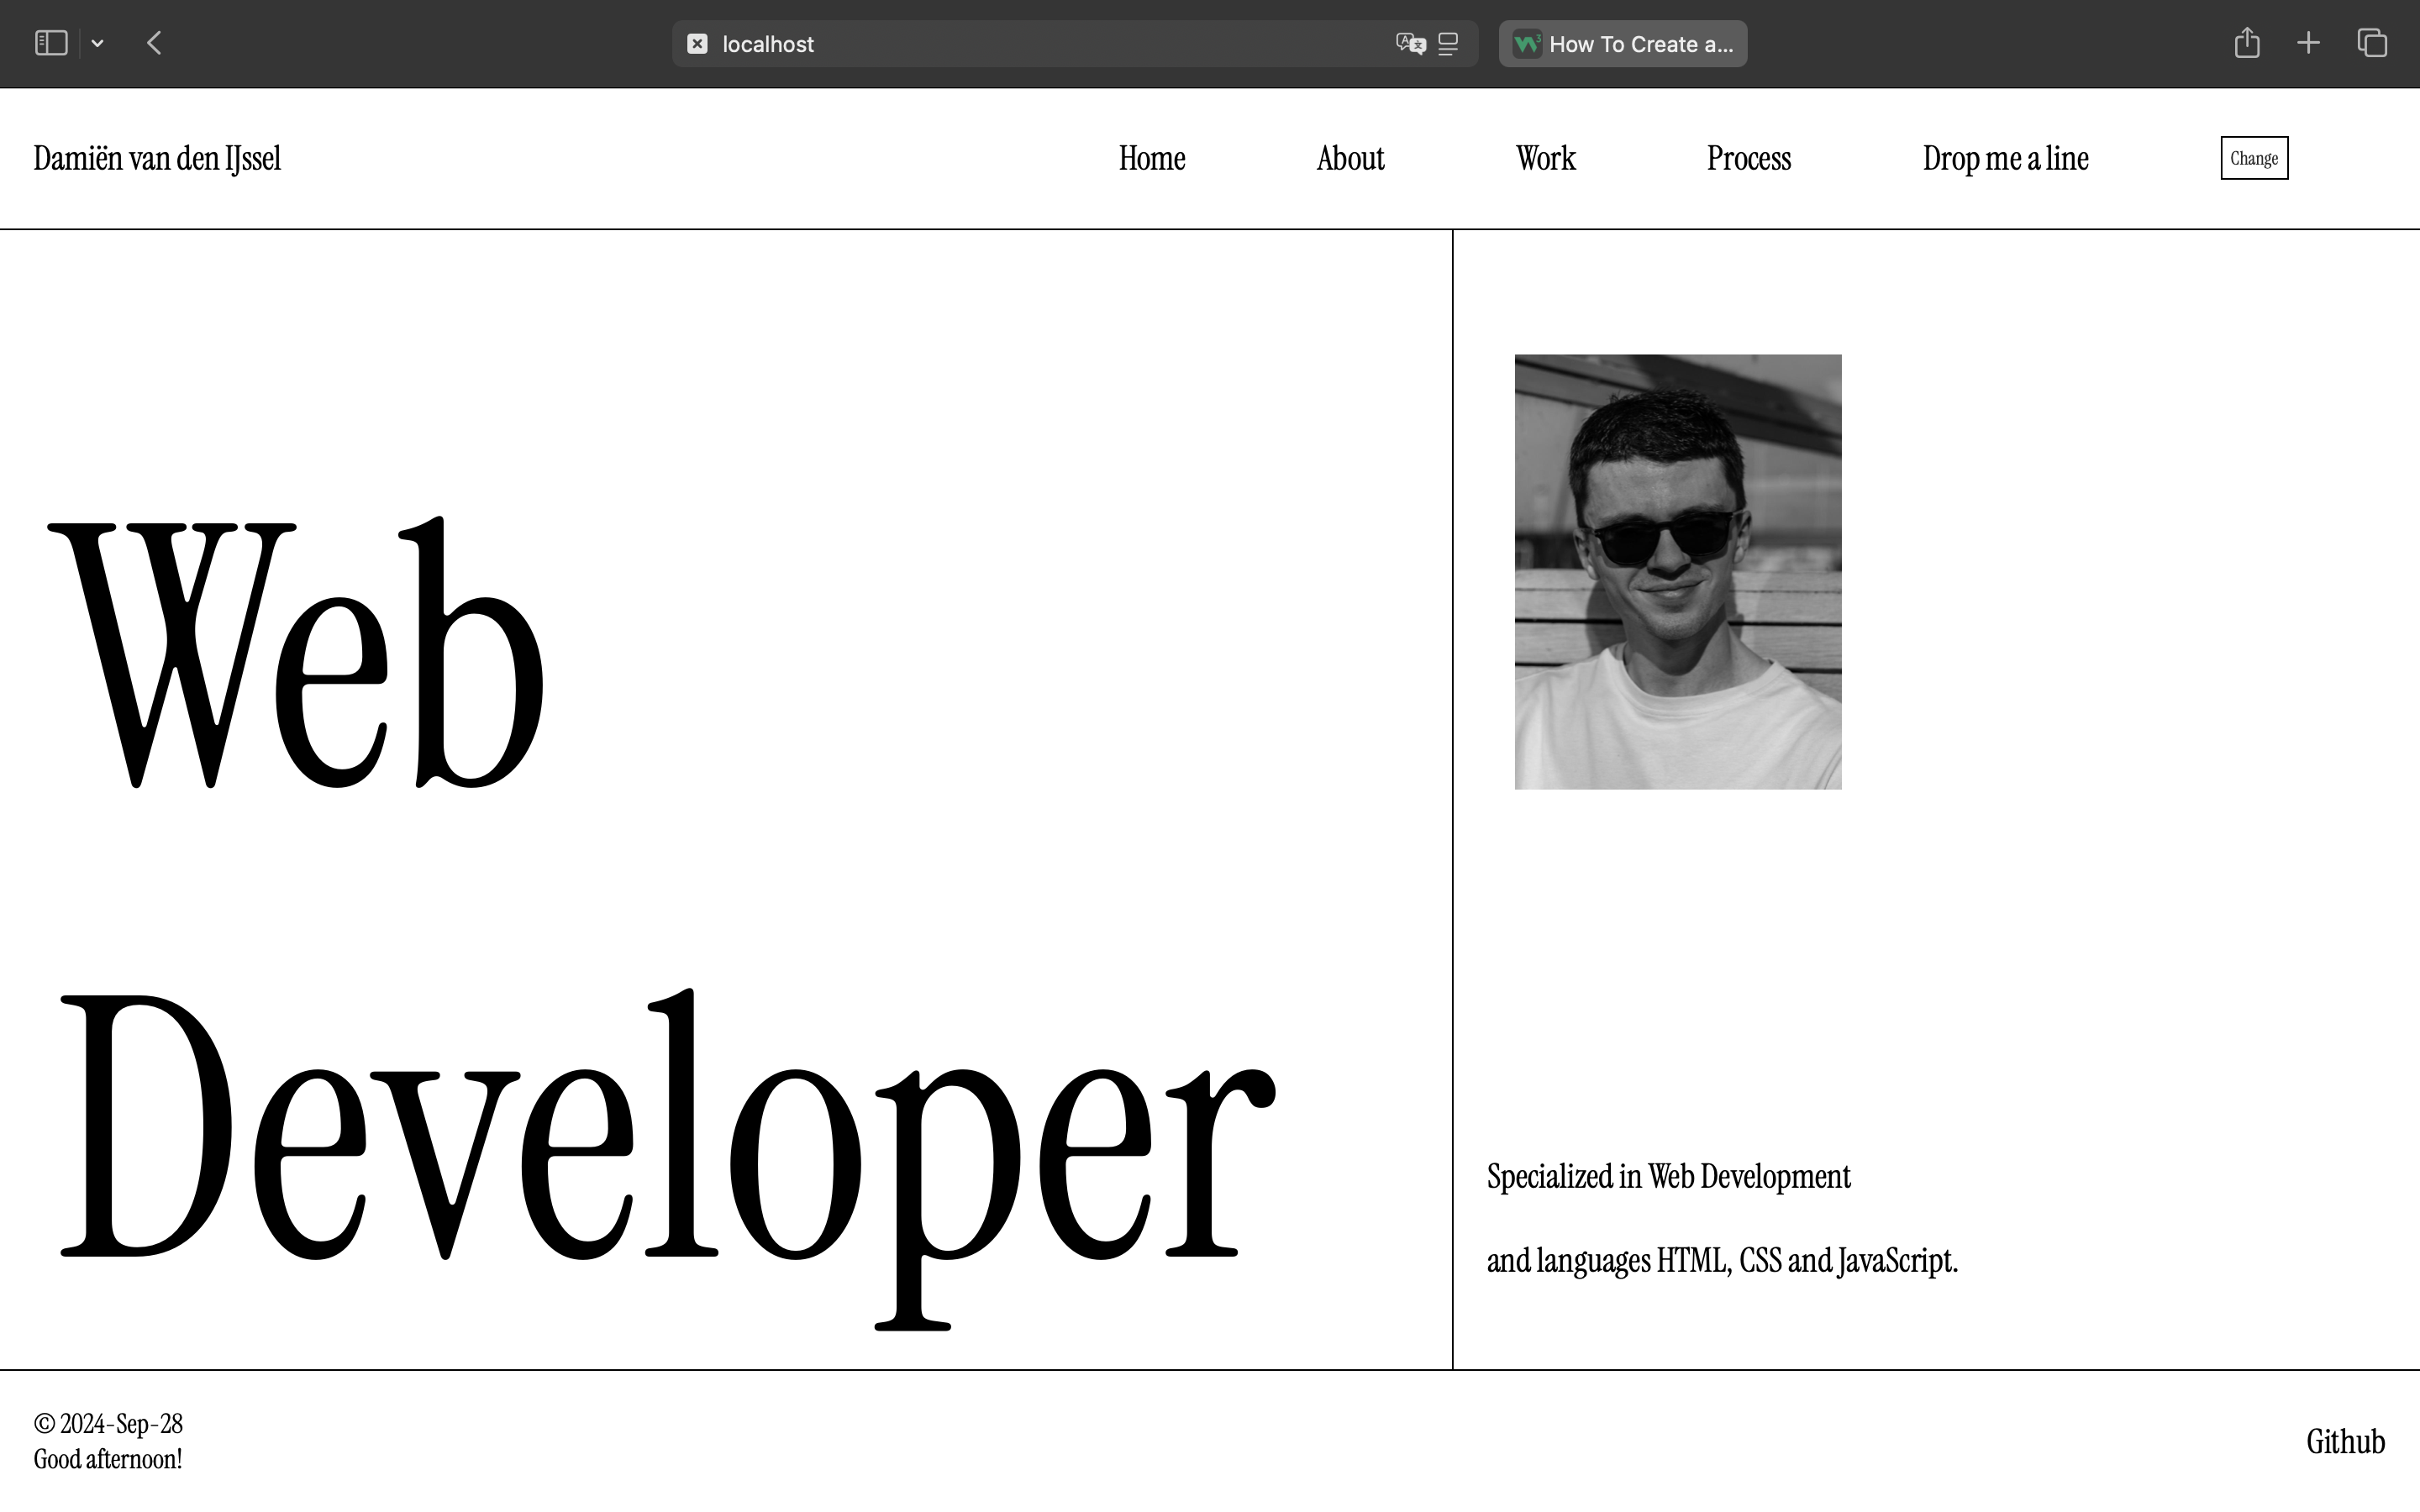 localhost
How To Create a...
Damiën van den IJssel
Home
About
Work
Process
Drop me a line
Change
Web
Developer
Specialized in Web Development
and languages HTML, CSS and JavaScript.
© 2024-Sep-28
Good afternoon!
Github